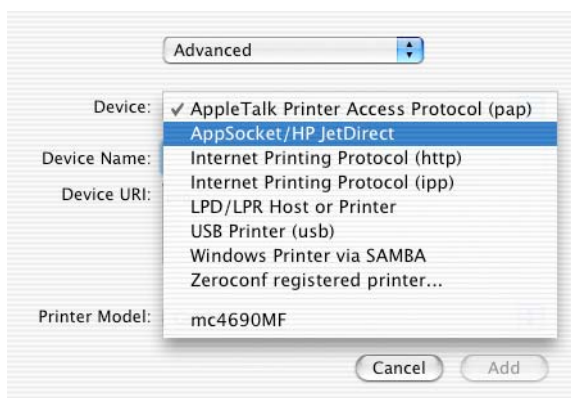 Advanced
Device: ✓ AppleTalk Printer Access Protocol (pap)
AppSocket/HP JetDirect
Device Name: Internet Printing Protocol (http)
Internet Printing Protocol (ipp)
Device URI: LPD/LPR Host or Printer
USB Printer (usb)
Windows Printer via SAMBA
Zeroconf registered printer...
Printer Model: mc4690MF
Cancel Add